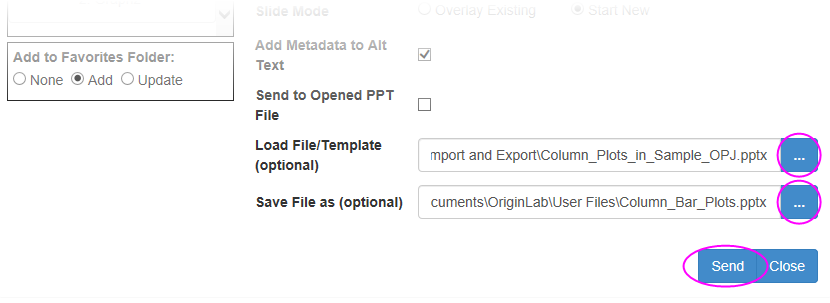 Slide Mode
Overlay Existing
Start New
Add Metadata to Alt
Text
Add to Favorites Folder:
None
Add
Update
Send to Opened PPT
File
Load File/Template
(optional)
mport and Export\Column_Plots_in_Sample_OPJ.pptx
...
Save File as (optional)
cuments\OriginLab\User Files\Column_Bar_Plots.pptx
...
Send
Close